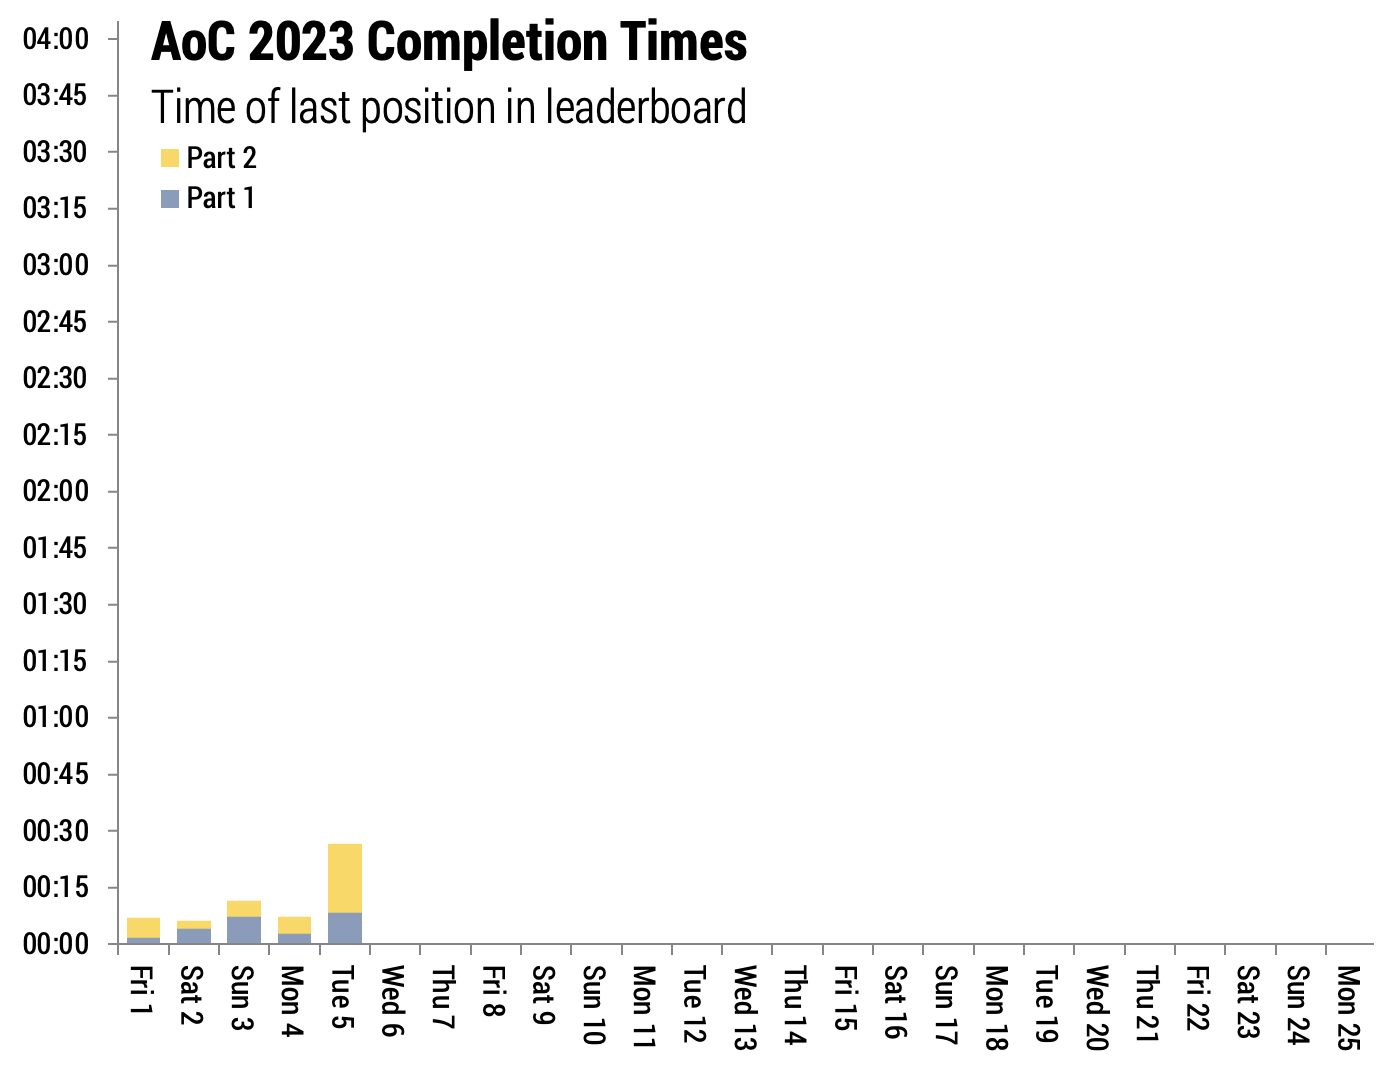 AoC 2023 Completion Times
Time of last position in leaderboard
Part 2
Part 1
04:00
03:45
03:30
03:15
03:00
02:45
02:30
02:15
02:00
01:45
01:30
01:15
01:00
00:45
00:30
00:15
00:00
Fri 1
Sat 2
Sun 3
Mon 4
Tue 5
Wed 6
Thu 7
Fri 8
Sat 9
Sun 10
Mon 11
Tue 12
Wed 13
Thu 14
Fri 15
Sat 16
Sun 17
Mon 18
Tue 19
Wed 20
Thu 21
Fri 22
Sat 23
Sun 24
Mon 25